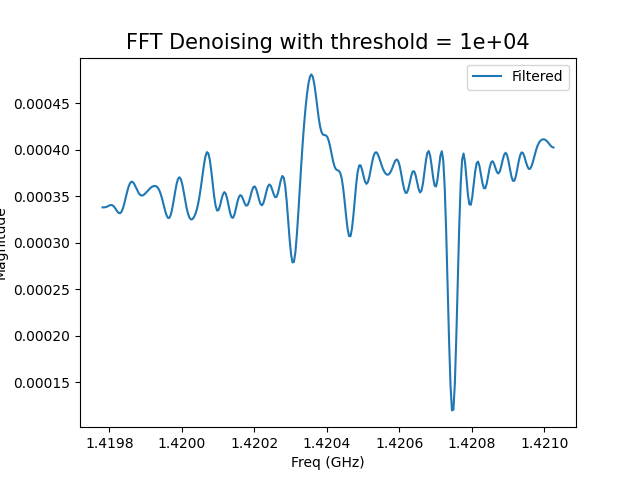 FFT Denoising with threshold = 1e+04
Filtered
0.00045
0.00040
0.00035
0.00030
0.00025
0.00020
0.00015
Magnitude
1.4198 1.4200 1.4202 1.4204 1.4206 1.4208 1.4210
Freq (GHz)